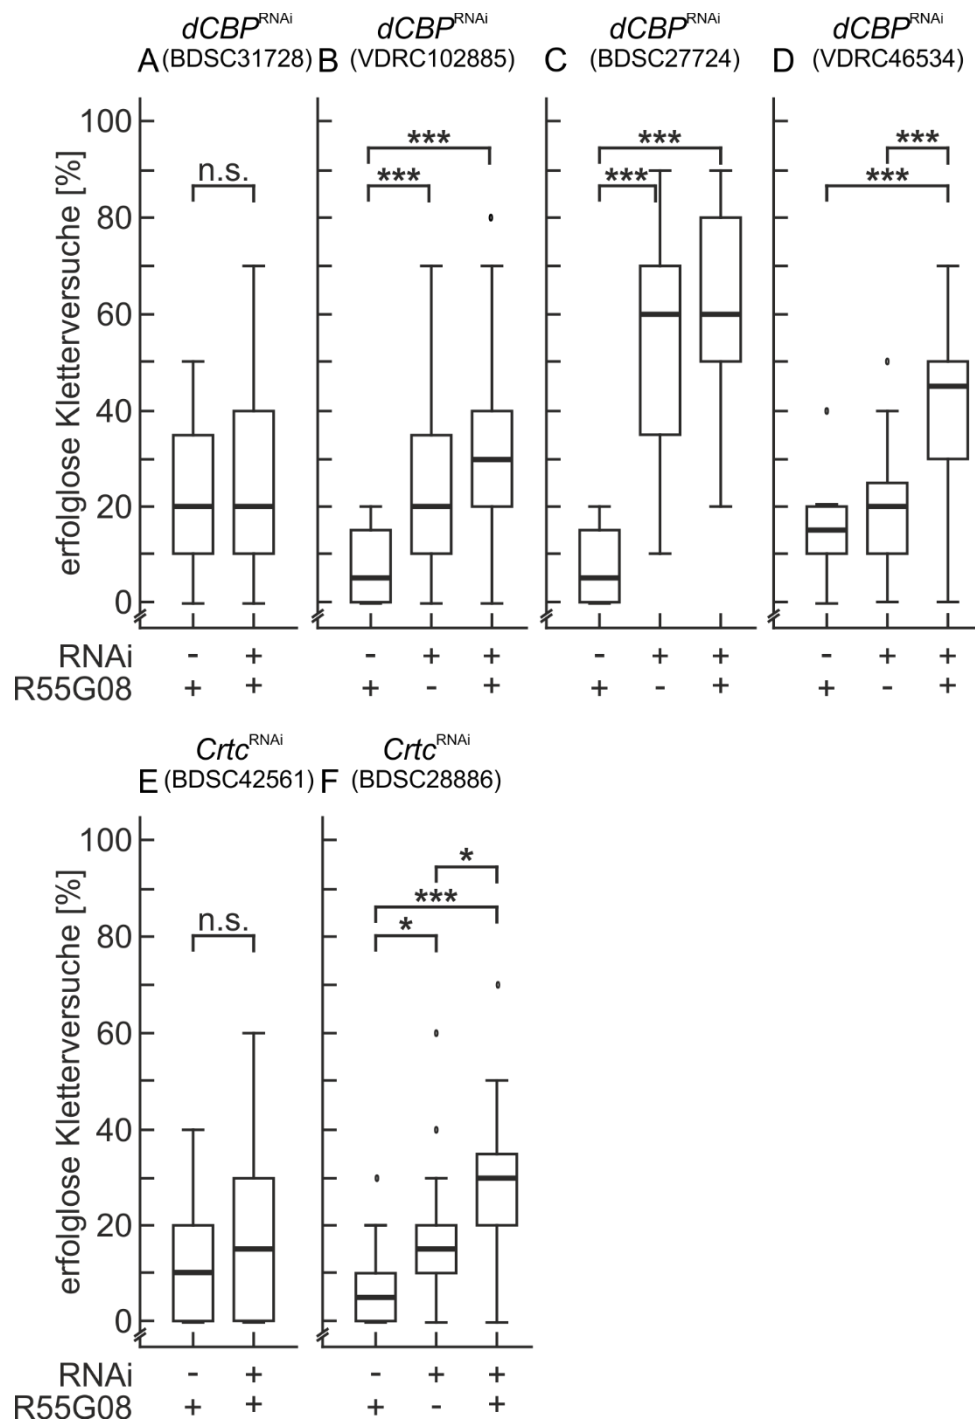 dCBP RNAi
A (BDSC31728)
dCBP RNAi
B (VDRC102885)
dCBP RNAi
C (BDSC27724)
dCBP RNAi
D (VDRC46534)
erfolglose Kletterversuche [%]
100
80
60
40
20
0
n.s.
***
***
***
***
***
***
RNAi - + - + + - + + - + +
R55G08 + + + - + + - + + - +
Crtc RNAi
E (BDSC42561)
Crtc RNAi
F (BDSC28886)
erfolglose Kletterversuche [%]
100
80
60
40
20
0
n.s.
*
***
*
RNAi - + - + +
R55G08 + + + - +